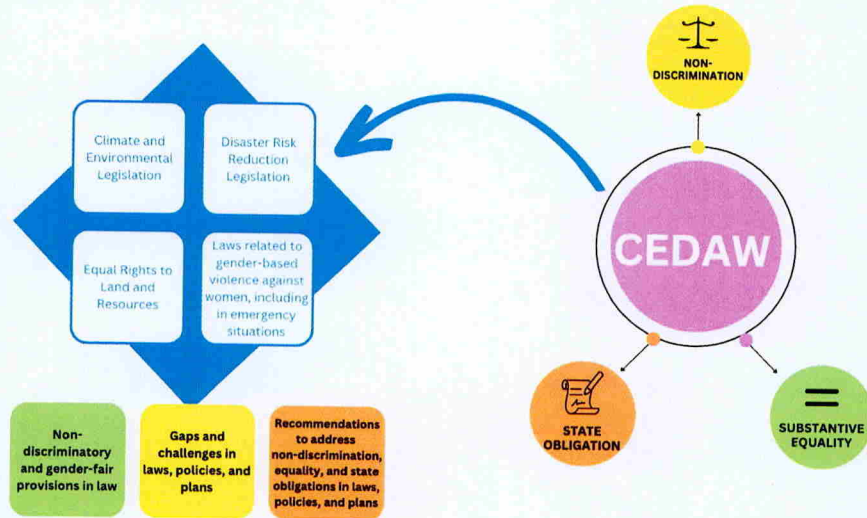 Climate and
Environmental
Legislation
Disaster Risk
Reduction
Legislation
Equal Rights to
Land and
Resources
Laws related to
gender-based
violence against
women, including
in emergency
situations
Non-
discriminatory
and gender-fair
provisions in law
Gaps and
challenges in
laws, policies, and
plans
Recommendations
to address
non-discrimination,
equality, and state
obligations in laws,
policies, and plans
NON-
DISCRIMINATION
CEDAW
STATE
OBLIGATION
SUBSTANTIVE
EQUALITY